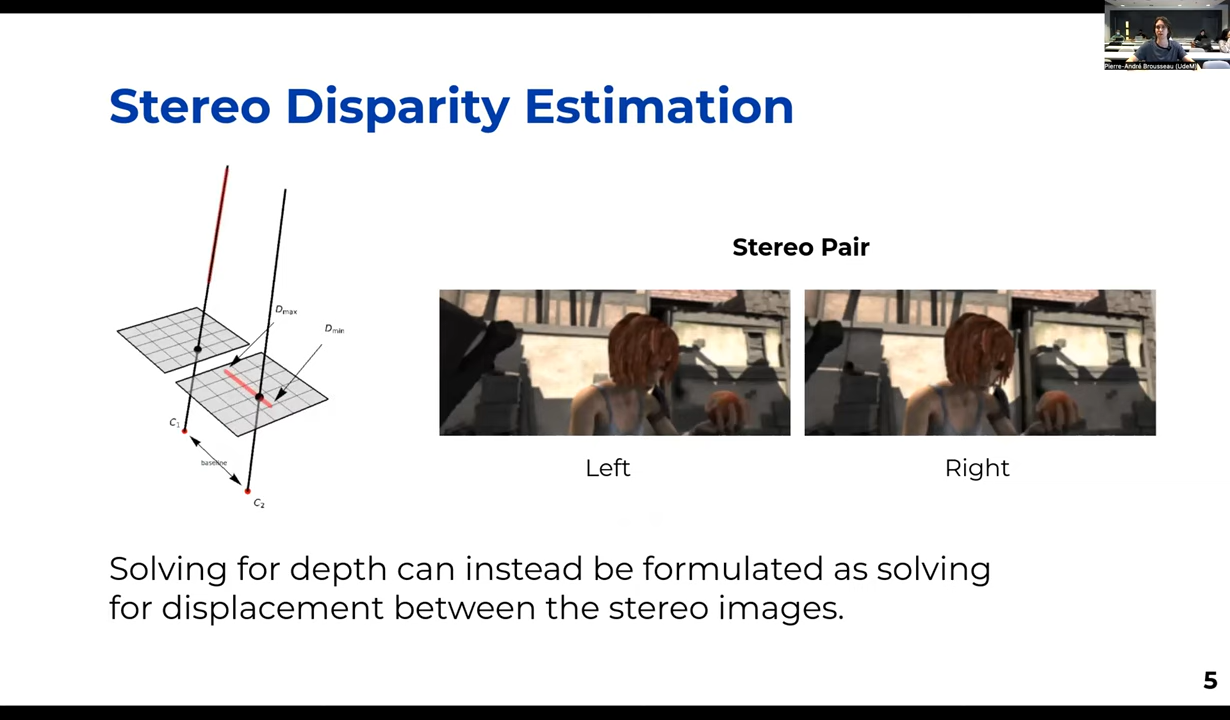 Pierre-André Brousseau (UdeM)
Stereo Disparity Estimation
Dmax
Dmin
C1
baseline
C2
Stereo Pair
Left
Right
Solving for depth can instead be formulated as solving
for displacement between the stereo images.
5